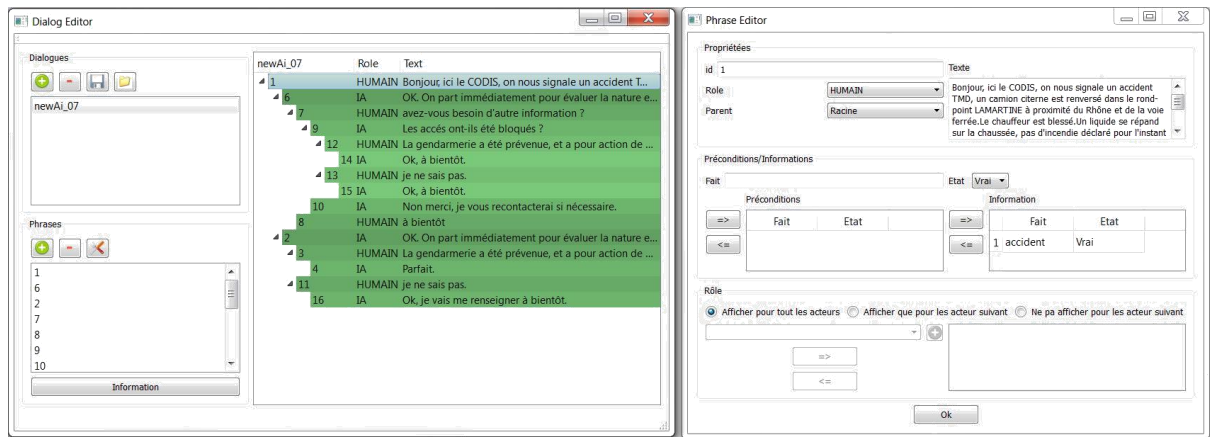 Dialog Editor
Dialogues
newAi_07
Phrases
1
6
2
7
8
9
10
Information
newAi_07 Role Text
1 HUMAIN Bonjour, ici le CODIS, on nous signale un accident T...
6 IA OK. On part immédiatement pour évaluer la nature e...
7 HUMAIN avez-vous besoin d'autre information ?
9 IA Les accés ont-ils été bloqués ?
12 HUMAIN La gendarmerie a été prévenue, et a pour action de ...
14 IA Ok, à bientôt.
13 HUMAIN je ne sais pas.
15 IA Ok, à bientôt.
10 IA Non merci, je vous recontacterai si nécessaire.
8 HUMAIN à bientôt
2 IA OK. On part immédiatement pour évaluer la nature e...
3 HUMAIN La gendarmerie a été prévenue, et a pour action de ...
4 IA Parfait.
11 HUMAIN je ne sais pas.
16 IA Ok, je vais me renseigner à bientôt.
Phrase Editor
Propriétées
id 1
Role HUMAIN
Parent Racine
Texte
Bonjour, ici le CODIS, on nous signale un accident
TMD, un camion citerne est renversé dans le rond-
point LAMARTINE à proximité du Rhône et de la voie
ferrée.Le chauffeur est blessé.Un liquide se répand
sur la chaussée, pas d'incendie déclaré pour l'instant
Préconditions/Informations
Fait Etat Vrai
Préconditions Information
=> Fait Etat => Fait Etat
<= <= 1 accident Vrai
Rôle
Afficher pour tout les acteurs Afficher que pour les acteur suivant Ne pa afficher pour les acteur suivant
=>
<=
Ok